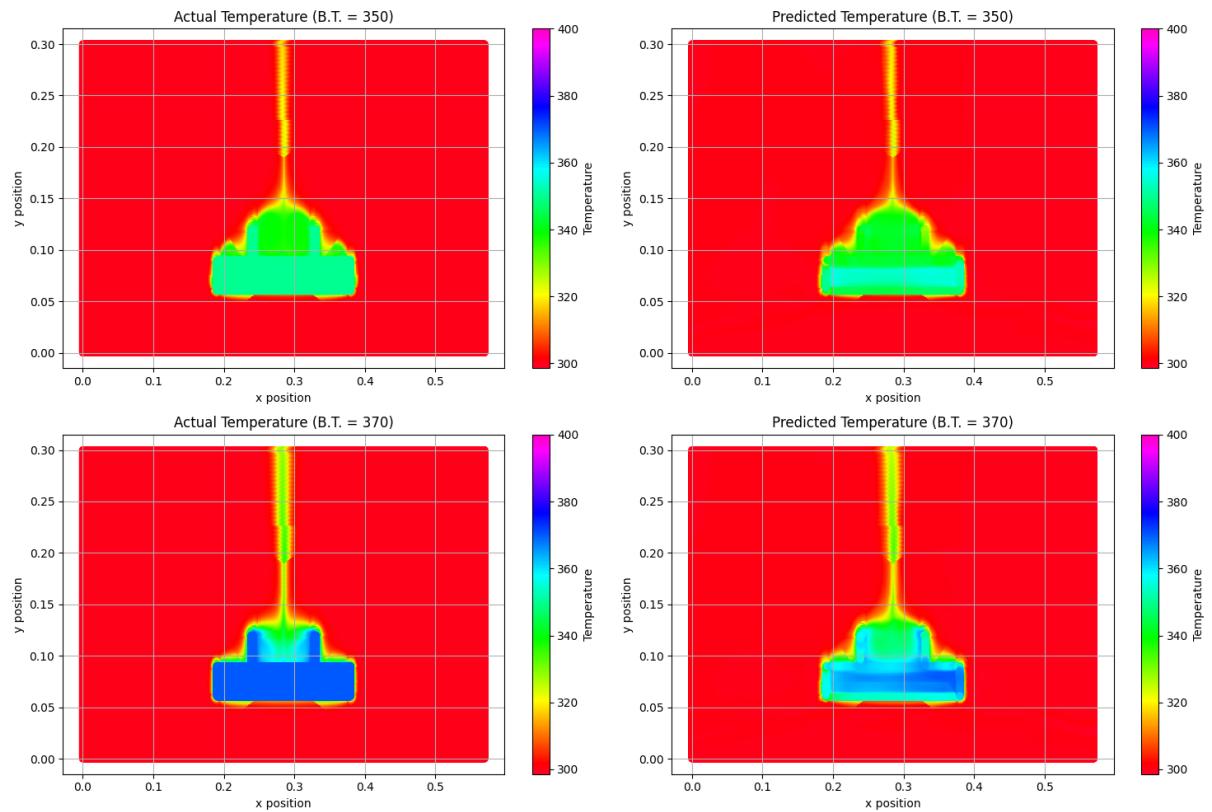 Actual Temperature (B.T. = 350)
0.30
0.25
0.20
0.15
0.10
0.05
0.00
y position
0.0 0.1 0.2 0.3 0.4 0.5
x position
400
380
360
340
320
300
Temperature
Predicted Temperature (B.T. = 350)
0.30
0.25
0.20
0.15
0.10
0.05
0.00
y position
0.0 0.1 0.2 0.3 0.4 0.5
x position
400
380
360
340
320
300
Temperature
Actual Temperature (B.T. = 370)
0.30
0.25
0.20
0.15
0.10
0.05
0.00
y position
0.0 0.1 0.2 0.3 0.4 0.5
x position
400
380
360
340
320
300
Temperature
Predicted Temperature (B.T. = 370)
0.30
0.25
0.20
0.15
0.10
0.05
0.00
y position
0.0 0.1 0.2 0.3 0.4 0.5
x position
400
380
360
340
320
300
Temperature